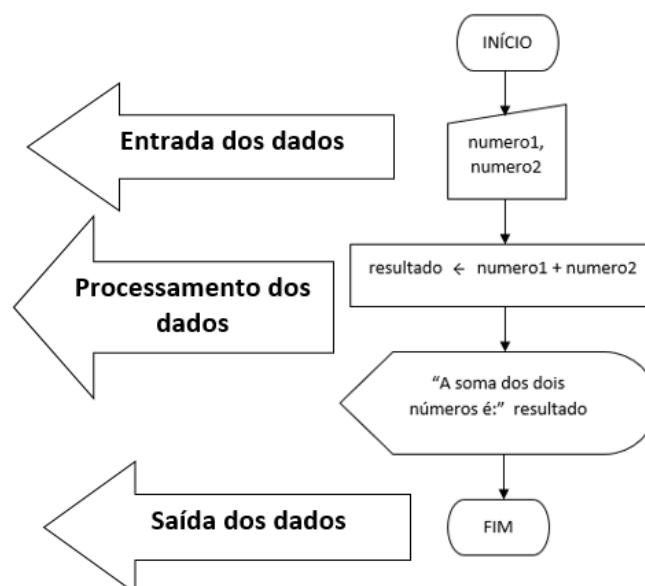 INÍCIO
Entrada dos dados
numero1,
numero2
Processamento dos
dados
resultado ← numero1 + numero2
“A soma dos dois
números é:” resultado
Saída dos dados
FIM